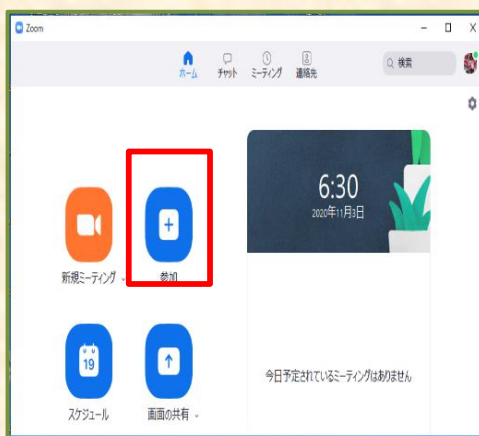 Zoom
ホーム チャット ミーティング 連絡先
検索
6:30
2020年11月3日
新規ミーティング 参加
19
スケジュール 画面の共有
今日予定されているミーティングはありません